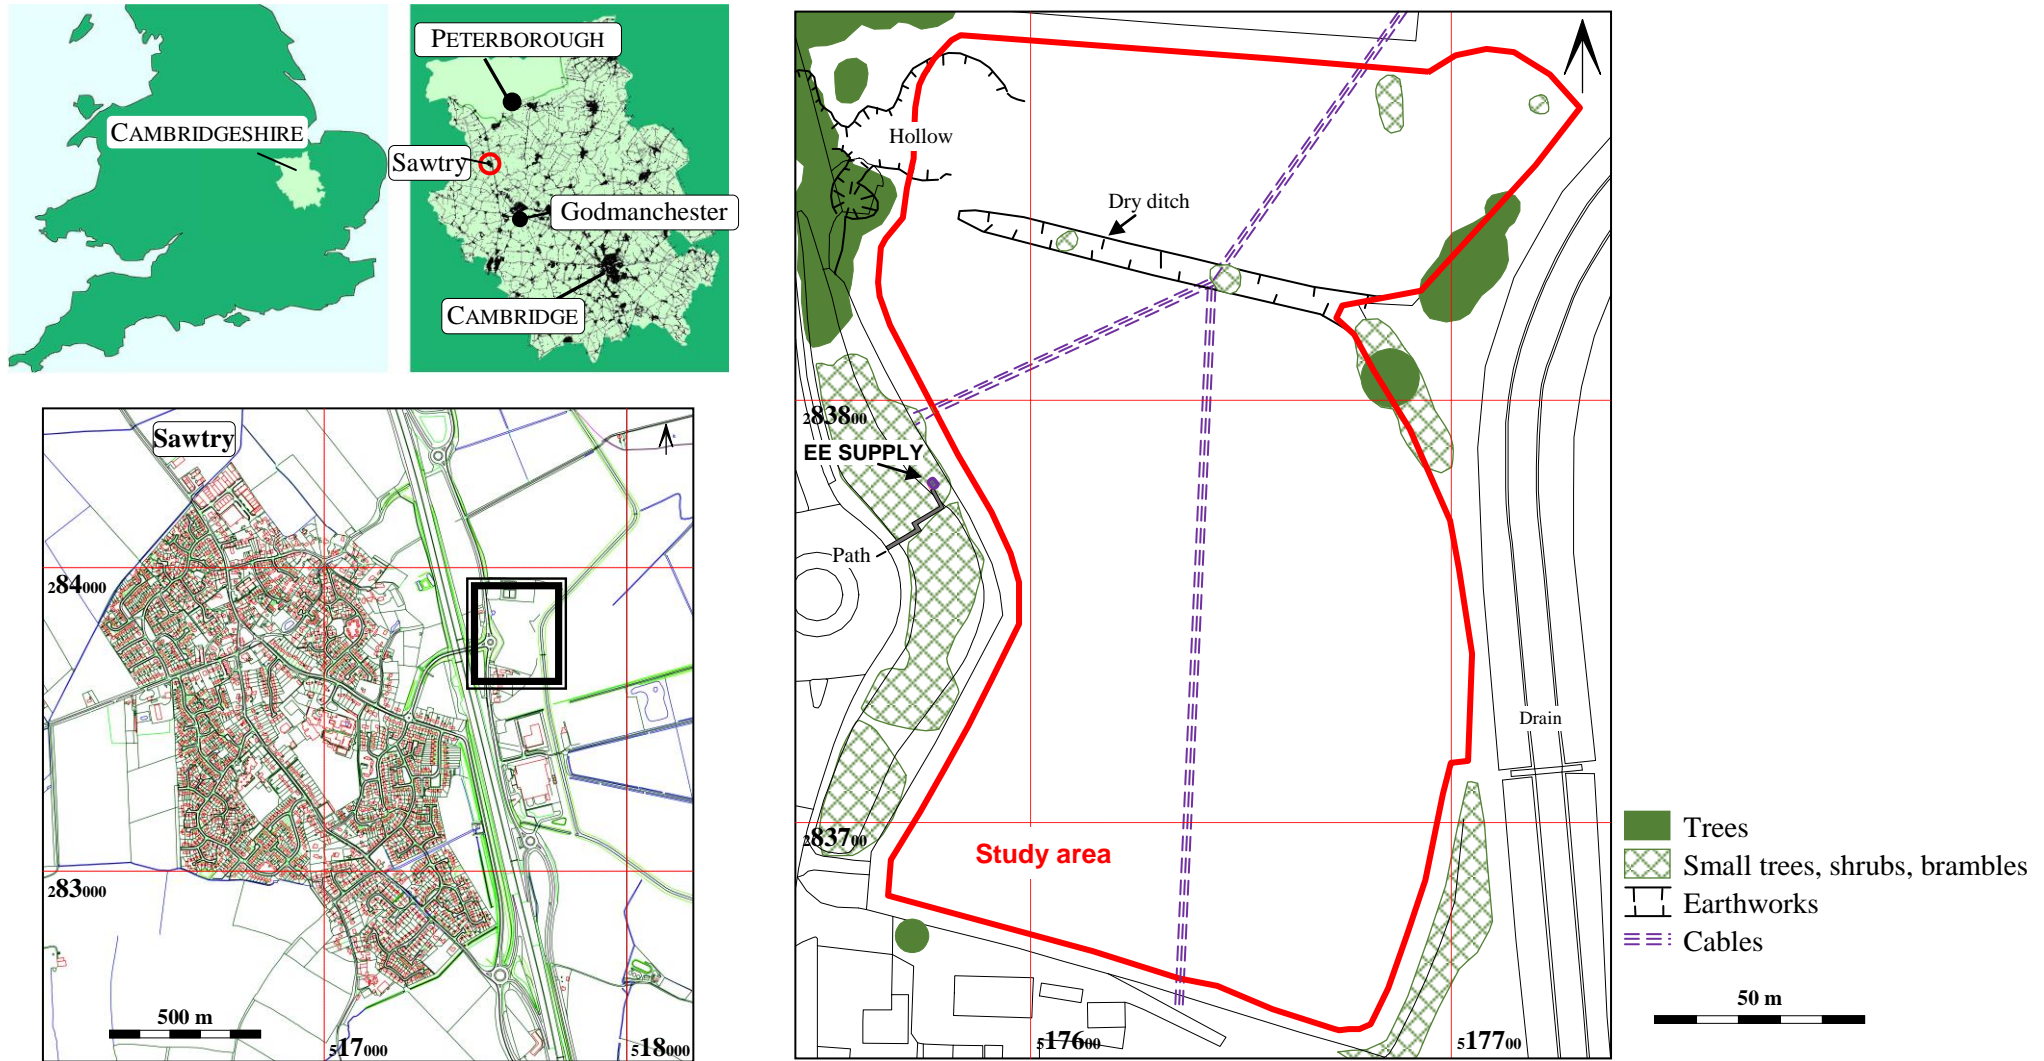 PETERBOROUGH
CAMBRIDGESHIRE
Sawtry
Godmanchester
CAMBRIDGE
Sawtry
284000
283000
500 m
517000
518000
Hollow
Dry ditch
283800
EE SUPPLY
Path
Drain
283700
Study area
517600
517700
Trees
Small trees, shrubs, brambles
Earthworks
Cables
50 m